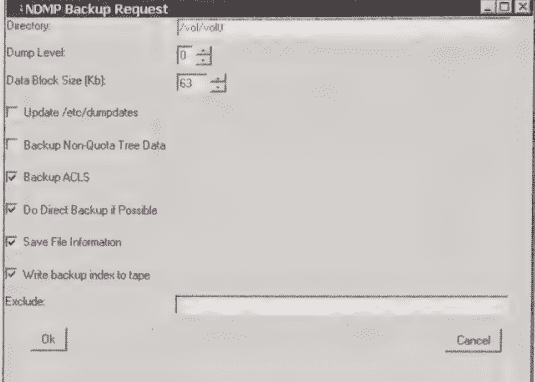 NDMP Backup Request
Directory: /vol/vol0/
Dump Level: 0
Data Block Size (Kb): 63
Update /etc/dumpdates
Backup Non-Quota Tree Data
Backup ACLS
Do Direct Backup if Possible
Save File Information
Write backup index to tape
Exclude:
Ok Cancel